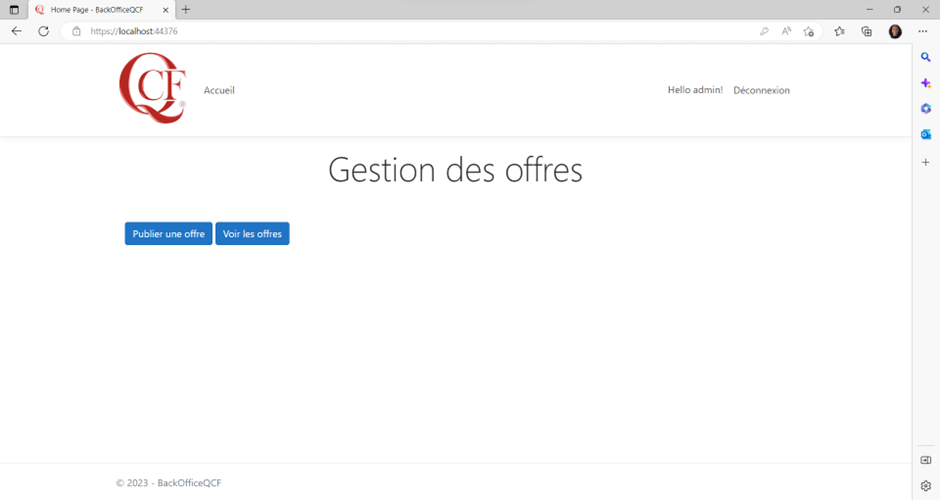 Home Page - BackOfficeQCF
https://localhost:44376
QCF®
Accueil
Hello admin!
Déconnexion
Gestion des offres
Publier une offre
Voir les offres
© 2023 - BackOfficeQCF